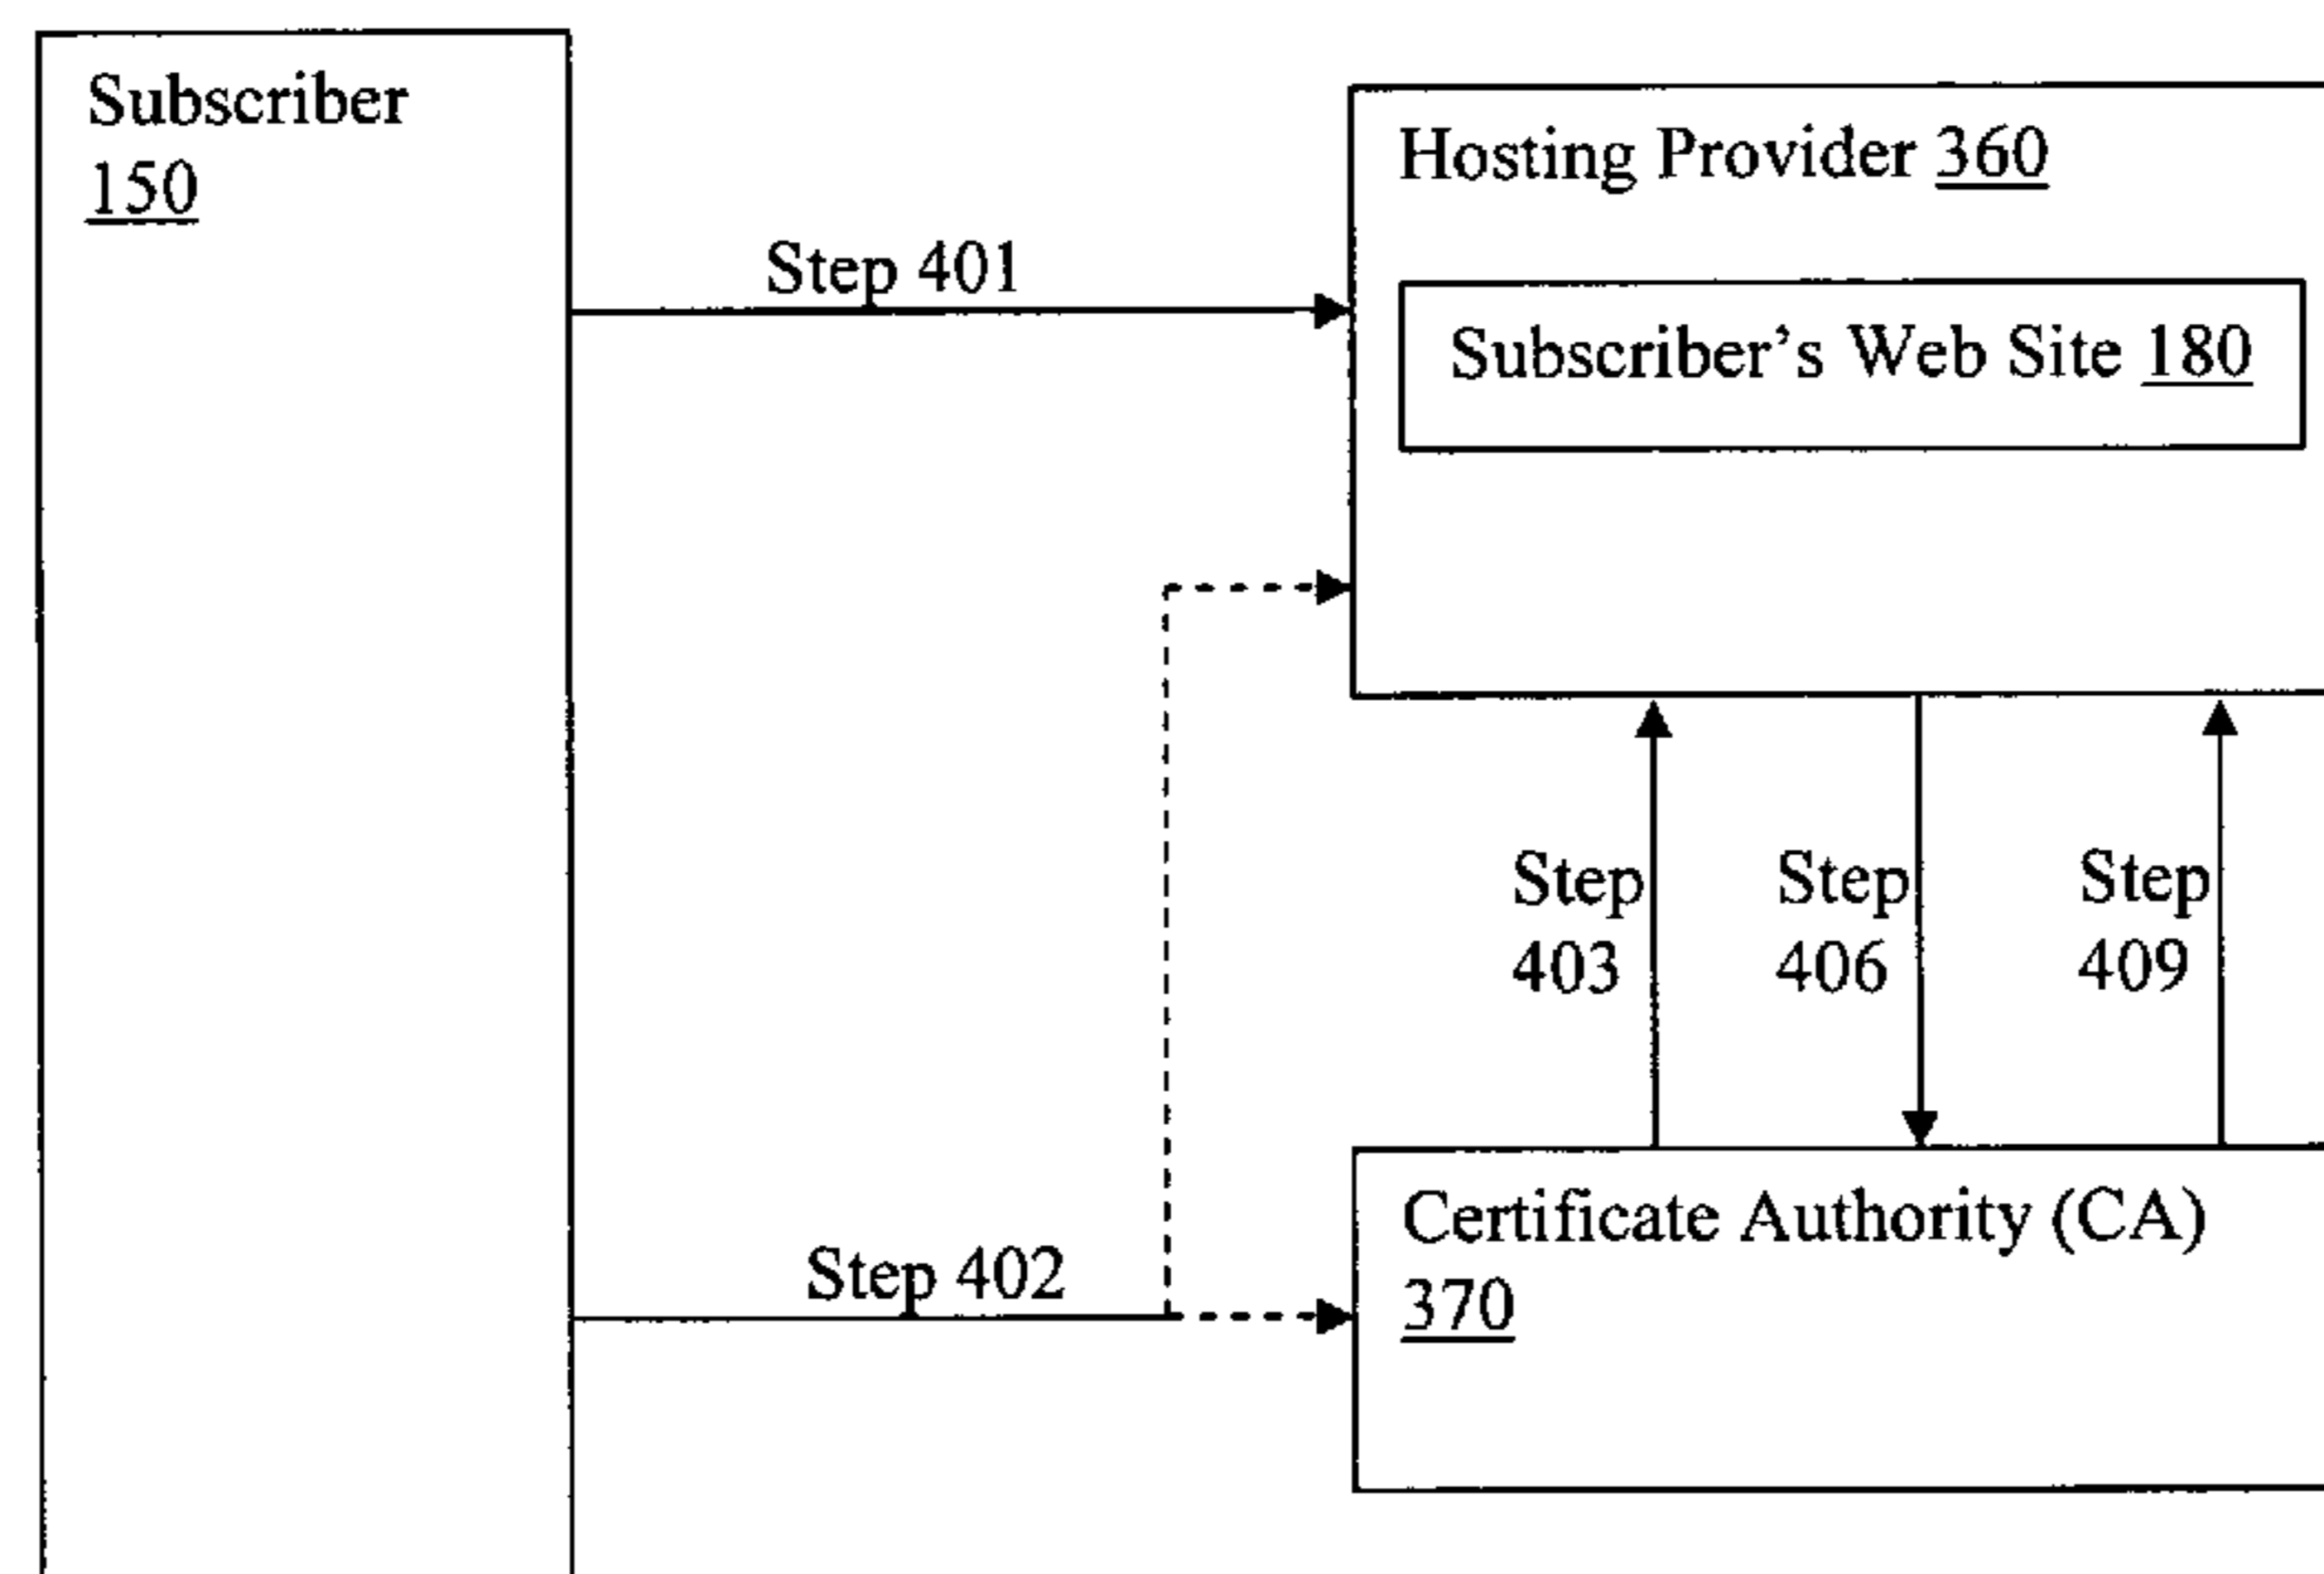 Subscriber
150
Hosting Provider 360
Step 401
Subscriber's Web Site 180
Step
403
Step
406
Step
409
Certificate Authority (CA)
370
Step 402